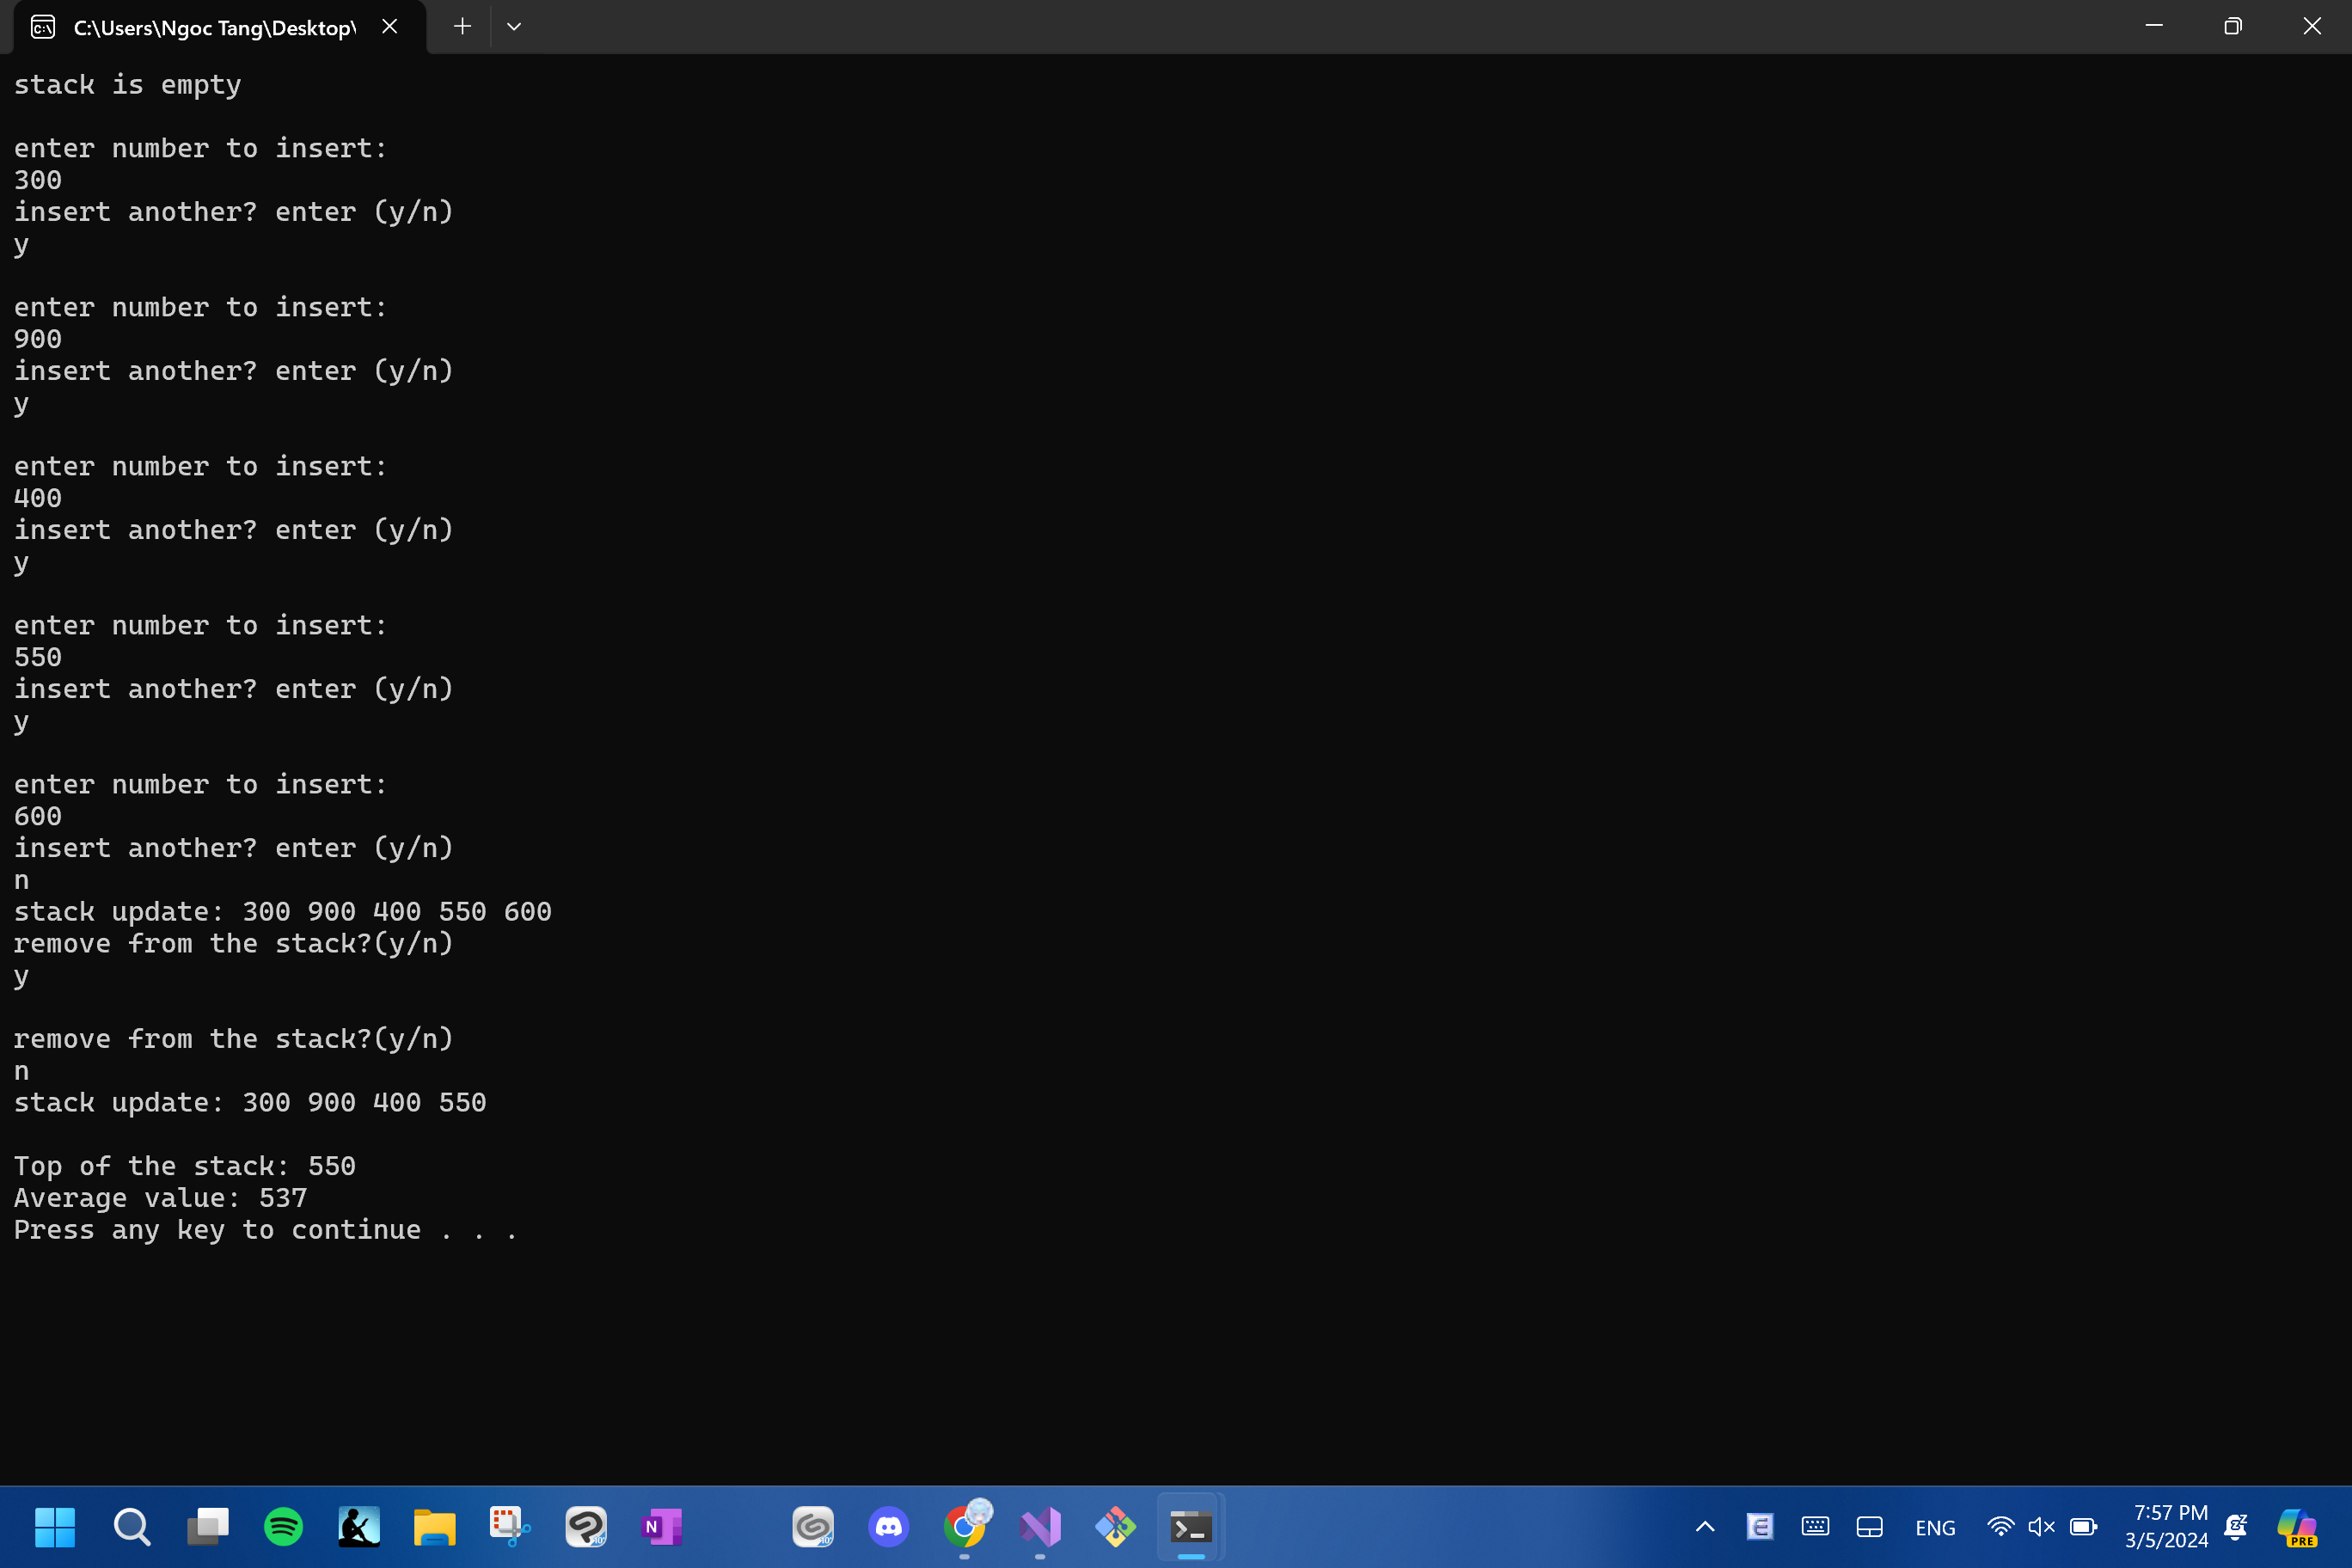 C:\Users\Ngoc Tang\Desktop\
stack is empty
enter number to insert:
300
insert another? enter (y/n)
y
enter number to insert:
900
insert another? enter (y/n)
y
enter number to insert:
400
insert another? enter (y/n)
y
enter number to insert:
550
insert another? enter (y/n)
y
enter number to insert:
600
insert another? enter (y/n)
n
stack update: 300 900 400 550 600
remove from the stack?(y/n)
y
remove from the stack?(y/n)
n
stack update: 300 900 400 550
Top of the stack: 550
Average value: 537
Press any key to continue . . .
ENG
7:57 PM
3/5/2024
PRE